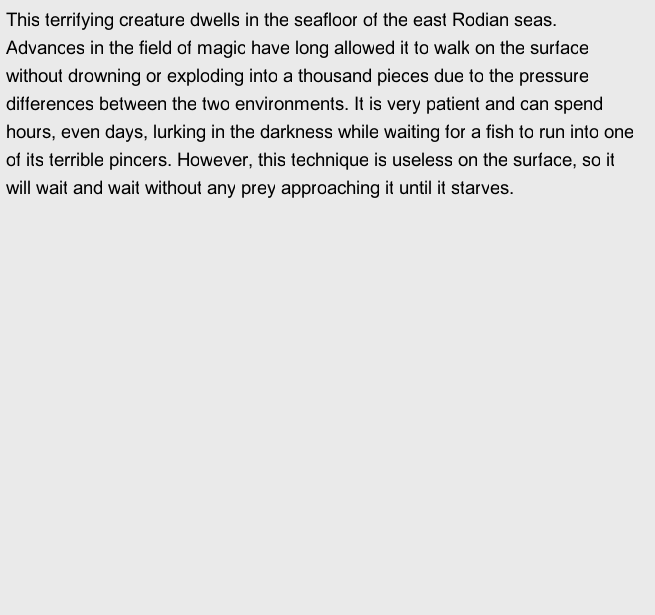 This terrifying creature dwells in the seafloor of the east Rodian seas.
Advances in the field of magic have long allowed it to walk on the surface
without drowning or exploding into a thousand pieces due to the pressure
differences between the two environments. It is very patient and can spend
hours, even days, lurking in the darkness while waiting for a fish to run into one
of its terrible pincers. However, this technique is useless on the surface, so it
will wait and wait without any prey approaching it until it starves.